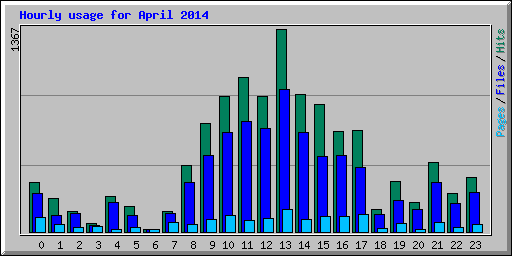 Hourly usage for April 2014
1367
Pages / Files / Hits
0 1 2 3 4 5 6 7 8 9 10 11 12 13 14 15 16 17 18 19 20 21 22 23